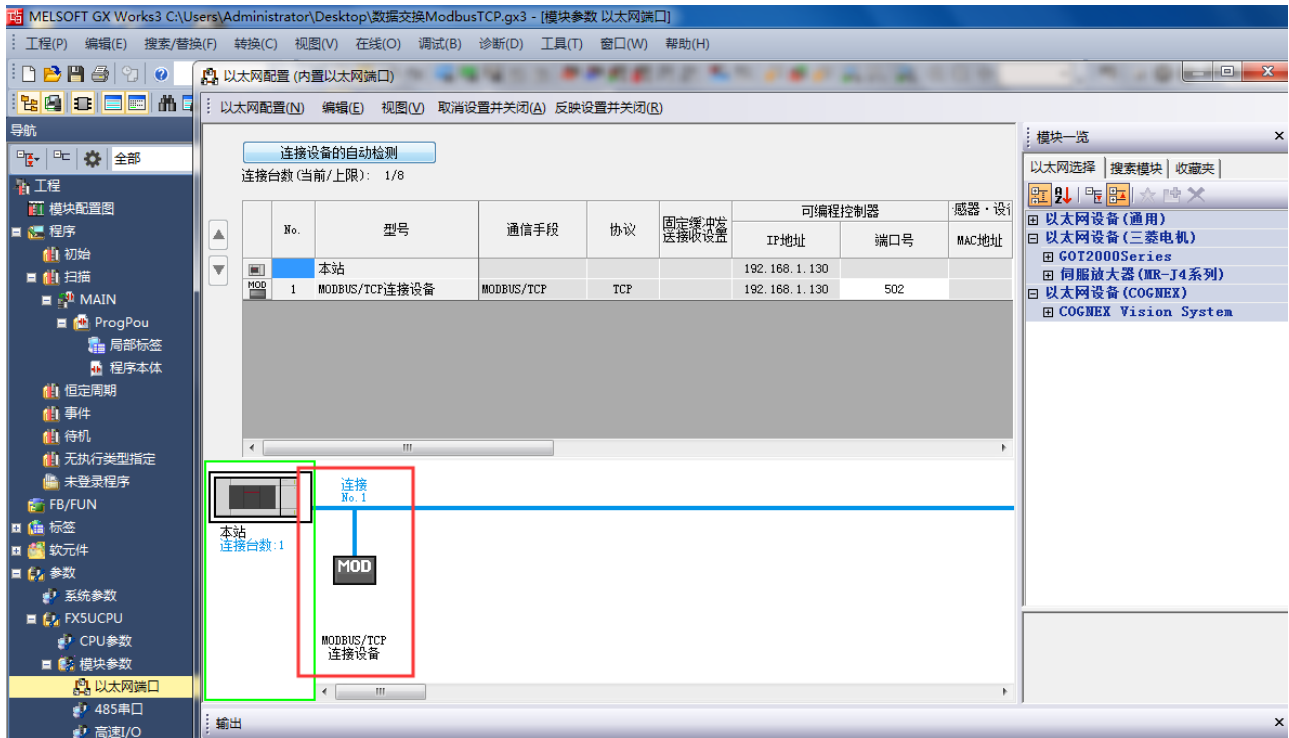 MELSOFT GX Works3 C:\Users\Administrator\Desktop\数据交换ModbusTCP.gx3 - [模块参数 以太网端口]
工程(P) 编辑(E) 搜索/替换(F) 转换(C) 视图(V) 在线(O) 调试(B) 诊断(D) 工具(T) 窗口(W) 帮助(H)
以太网配置 (内置以太网端口)
以太网配置(N) 编辑(E) 视图(V) 取消设置并关闭(A) 反映设置并关闭(R)
导航
全部
工程
模块配置图
程序
初始
扫描
MAIN
ProgPou
局部标签
程序本体
恒定周期
事件
待机
无执行类型指定
未登录程序
FB/FUN
标签
软元件
参数
系统参数
FX5UCPU
CPU参数
模块参数
以太网端口
485串口
高速I/O
连接设备的自动检测
连接台数(当前/上限): 1/8
No. 型号 通信手段 协议 固定缓冲发送接收设置 可编程控制器 感器・设
IP地址 端口号 MAC地址
本站 192.168.1.130
MOD 1 MODBUS/TCP连接设备 MODBUS/TCP TCP 192.168.1.130 502
连接
No.1
本站
连接台数:1
MOD
MODBUS/TCP
连接设备
输出
模块一览
以太网选择 搜索模块 收藏夹
以太网设备(通用)
以太网设备(三菱电机)
GOT2000Series
伺服放大器(MR-J4系列)
以太网设备(COGNEX)
COGNEX Vision System